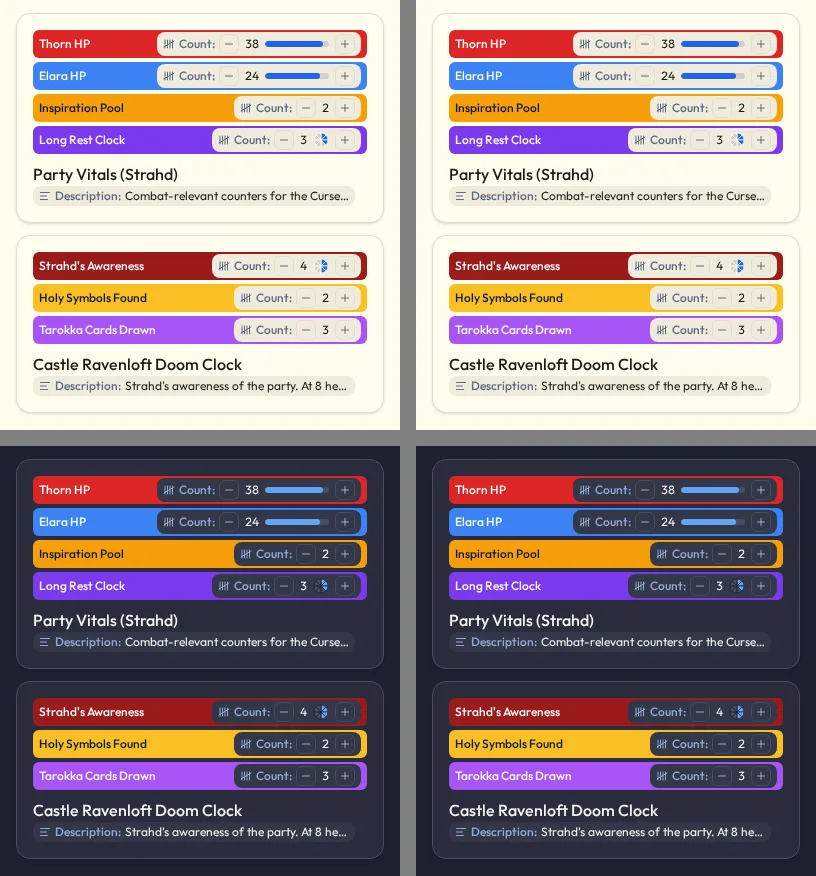 Thorn HP Count: − 38 +
Elara HP Count: − 24 +
Inspiration Pool Count: − 2 +
Long Rest Clock Count: − 3 +
Party Vitals (Strahd)
Description: Combat-relevant counters for the Curse...
Strahd's Awareness Count: − 4 +
Holy Symbols Found Count: − 2 +
Tarokka Cards Drawn Count: − 3 +
Castle Ravenloft Doom Clock
Description: Strahd's awareness of the party. At 8 he...
Thorn HP Count: − 38 +
Elara HP Count: − 24 +
Inspiration Pool Count: − 2 +
Long Rest Clock Count: − 3 +
Party Vitals (Strahd)
Description: Combat-relevant counters for the Curse...
Strahd's Awareness Count: − 4 +
Holy Symbols Found Count: − 2 +
Tarokka Cards Drawn Count: − 3 +
Castle Ravenloft Doom Clock
Description: Strahd's awareness of the party. At 8 he...
Thorn HP Count: − 38 +
Elara HP Count: − 24 +
Inspiration Pool Count: − 2 +
Long Rest Clock Count: − 3 +
Party Vitals (Strahd)
Description: Combat-relevant counters for the Curse...
Strahd's Awareness Count: − 4 +
Holy Symbols Found Count: − 2 +
Tarokka Cards Drawn Count: − 3 +
Castle Ravenloft Doom Clock
Description: Strahd's awareness of the party. At 8 he...
Thorn HP Count: − 38 +
Elara HP Count: − 24 +
Inspiration Pool Count: − 2 +
Long Rest Clock Count: − 3 +
Party Vitals (Strahd)
Description: Combat-relevant counters for the Curse...
Strahd's Awareness Count: − 4 +
Holy Symbols Found Count: − 2 +
Tarokka Cards Drawn Count: − 3 +
Castle Ravenloft Doom Clock
Description: Strahd's awareness of the party. At 8 he...